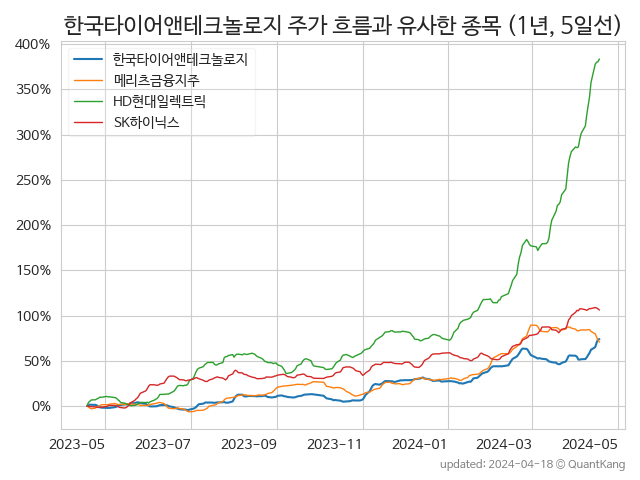 한국타이어앤테크놀로지 주가 흐름과 유사한 종목 (1년, 5일선)
400%
350%
300%
250%
200%
150%
100%
50%
0%
한국타이어앤테크놀로지
메리츠금융지주
HD현대일렉트릭
SK하이닉스
2023-05 2023-07 2023-09 2023-11 2024-01 2024-03 2024-05
updated: 2024-04-18 © QuantKang